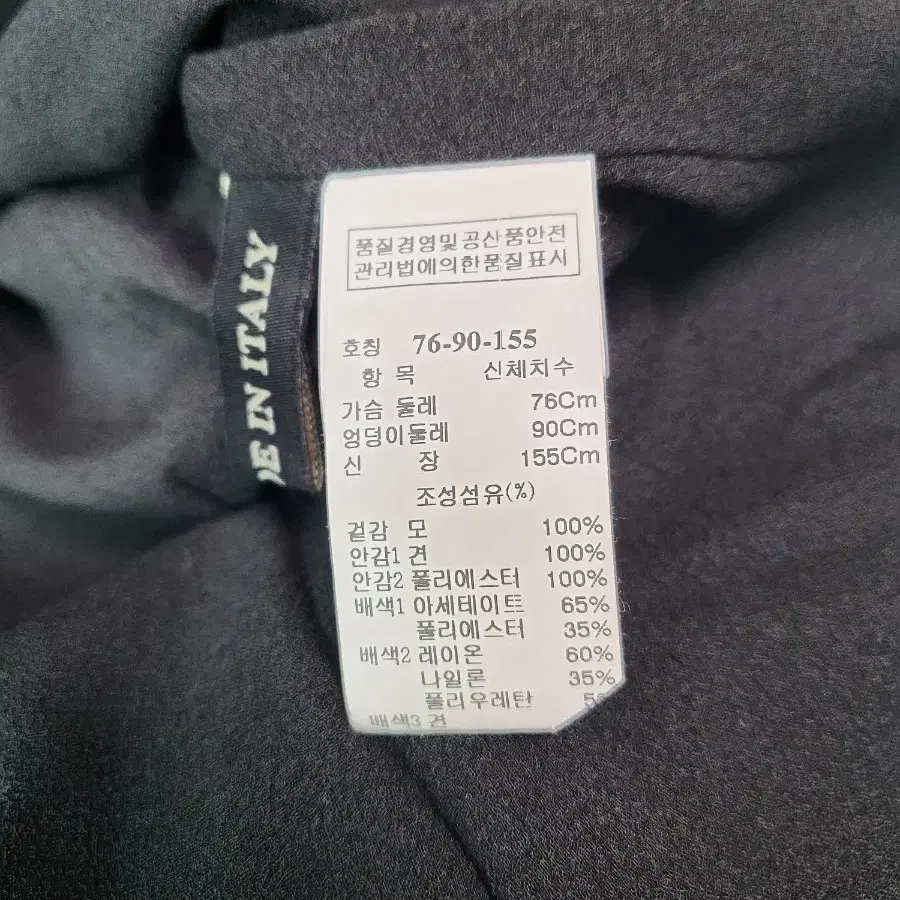 품질경영및공산품안전
관리법에의한품질표시
호칭 76-90-155
항 목 신체치수
가슴 둘레 76Cm
엉덩이둘레 90Cm
신 장 155Cm
조성섬유(%)
겉감 모 100%
안감1 견 100%
안감2 폴리에스터 100%
배색1 아세테이트 65%
폴리에스터 35%
배색2 레이온 60%
나일론 35%
폴리우레탄
배색3 견
IN ITALY